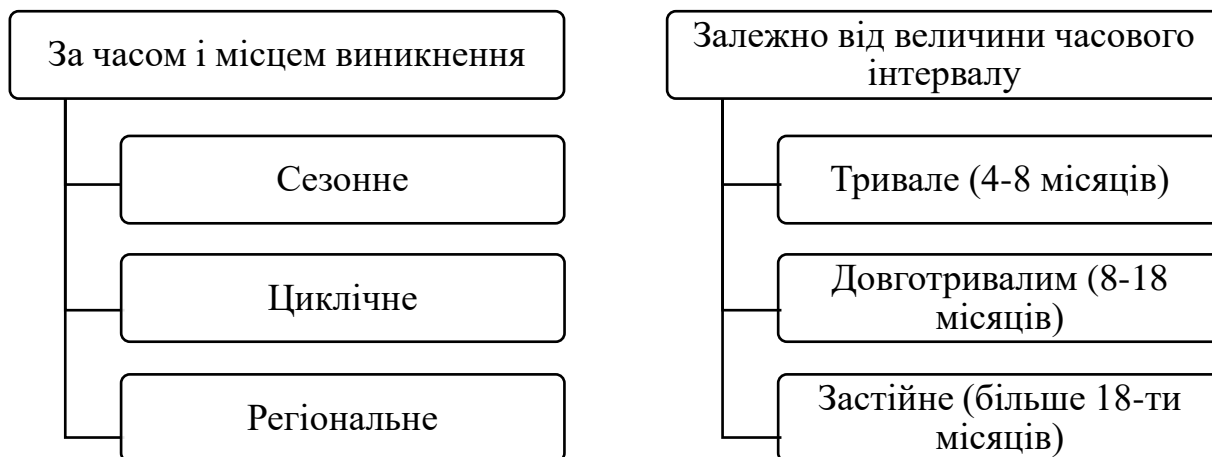 За часом і місцем виникнення
Сезонне
Циклічне
Регіональне
Залежно від величини часового
інтервалу
Тривале (4-8 місяців)
Довготривалим (8-18
місяців)
Застійне (більше 18-ти
місяців)